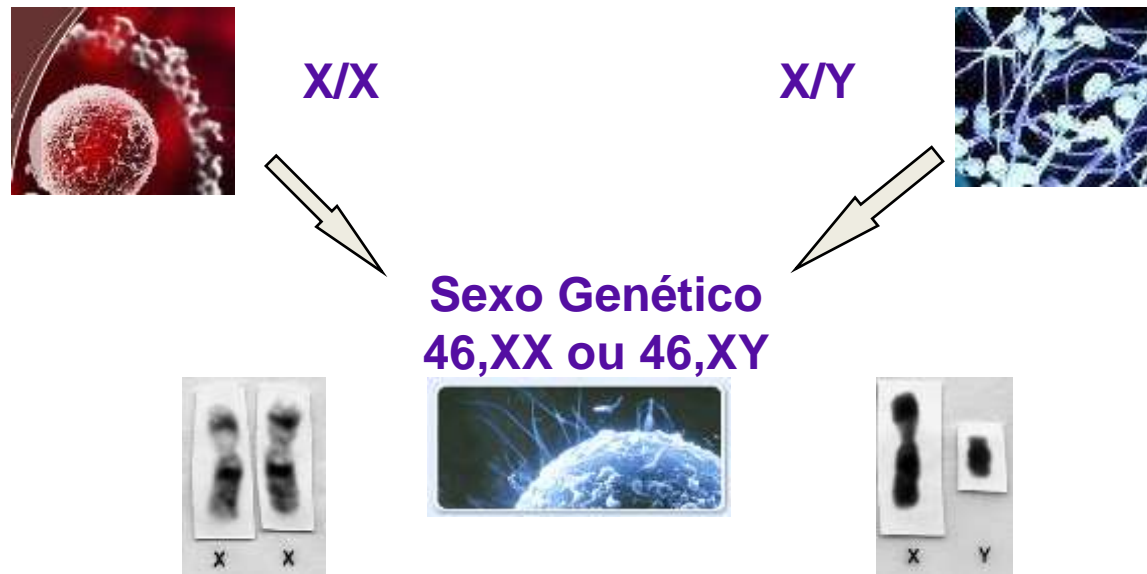 X/X
X/Y
Sexo Genético
46,XX ou 46,XY
X X
X Y